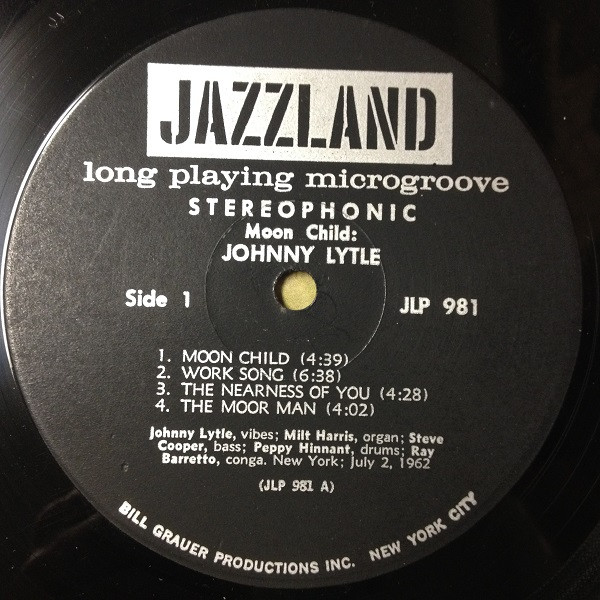 JAZZLAND
long playing microgroove
STEREOPHONIC
Moon Child:
JOHNNY LYTLE
Side 1
JLP 981
1. MOON CHILD (4:39)
2. WORK SONG (6:38)
3. THE NEARNESS OF YOU (4:28)
4. THE MOOR MAN (4:02)
Johnny Lytle, vibes; Milt Harris, organ; Steve
Cooper, bass; Peppy Hinnant, drums; Ray
Barretto, conga. New York; July 2, 1962
(JLP 981 A)
BILL GRAUER PRODUCTIONS INC. NEW YORK CITY